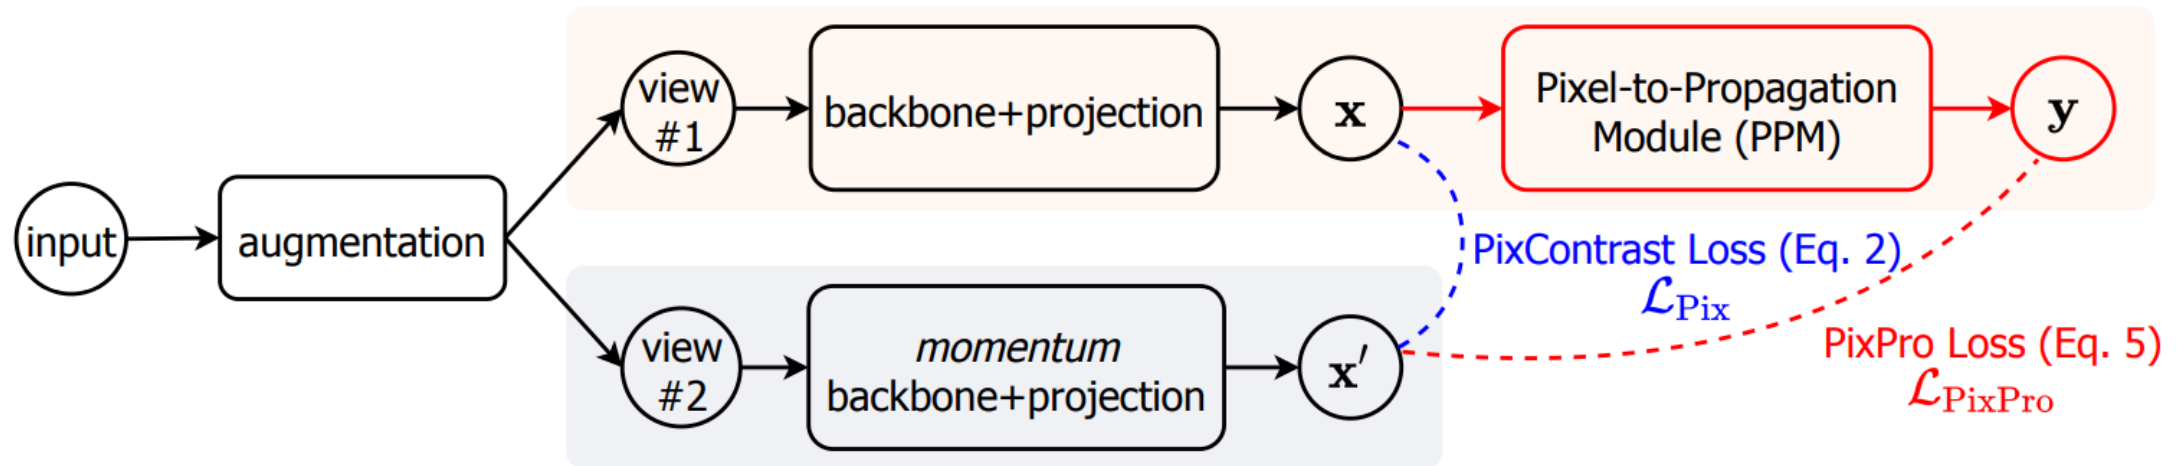 input
augmentation
view
#1
backbone+projection
x
Pixel-to-Propagation
Module (PPM)
y
view
#2
momentum
backbone+projection
x′
PixContrast Loss (Eq. 2)
ℒPix
PixPro Loss (Eq. 5)
ℒPixPro